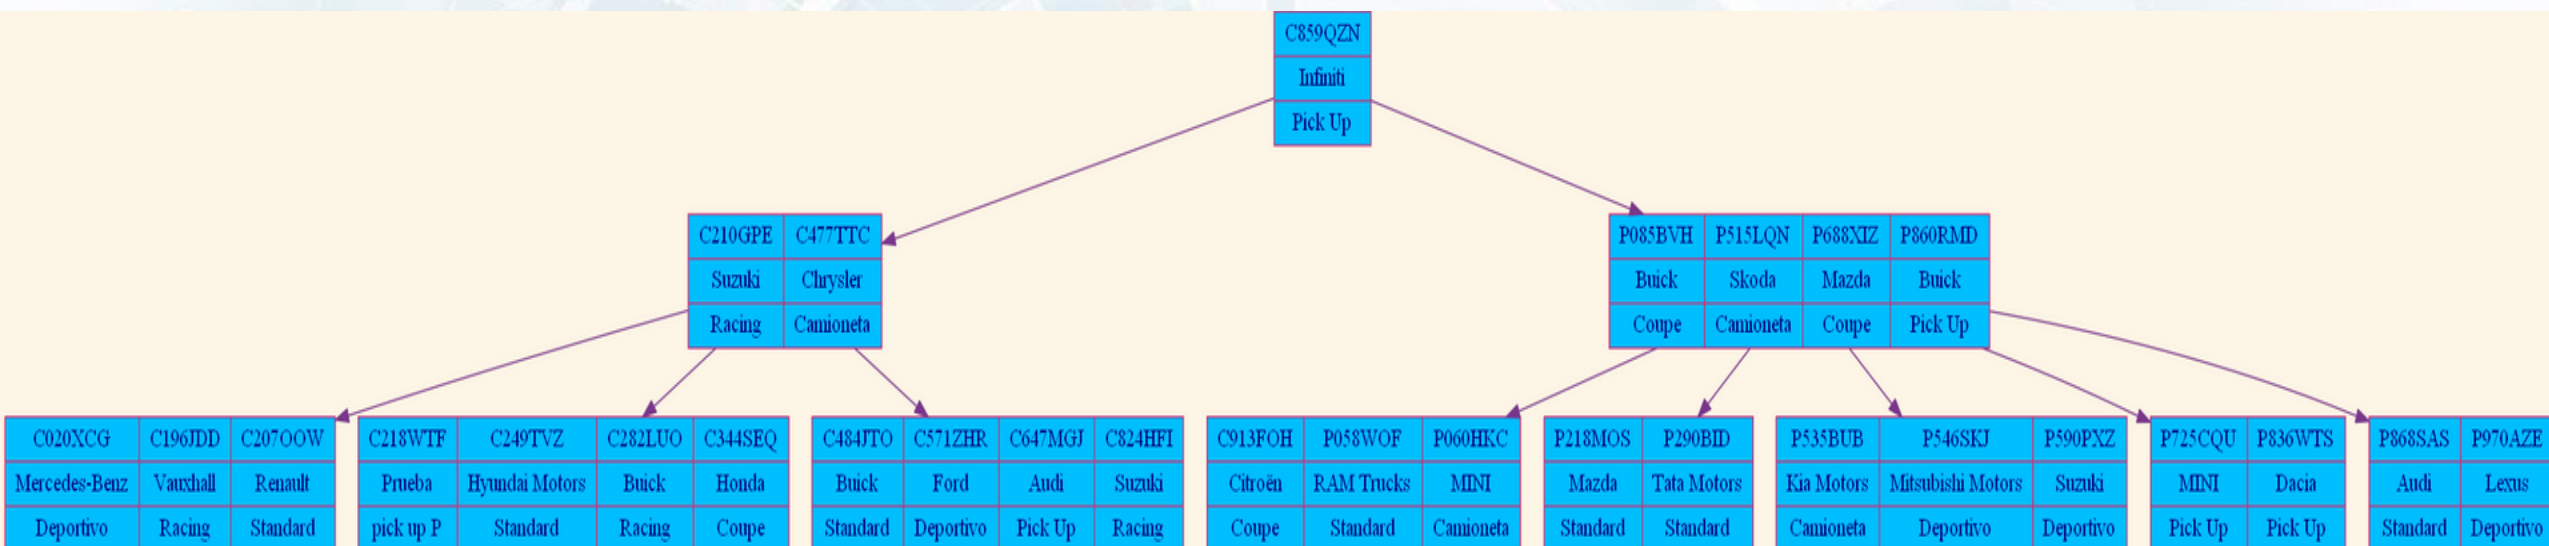 C859QZN
Infiniti
Pick Up
C210GPE C477TTC
Suzuki Chrysler
Racing Camioneta
P085BVH P515LQN P688XIZ P860RMD
Buick Skoda Mazda Buick
Coupe Camioneta Coupe Pick Up
C020XCG C196JDD C207OOW
Mercedes-Benz Vauxhall Renault
Deportivo Racing Standard
C218WTF C249TVZ C282LUO C344SEQ
Prueba Hyundai Motors Buick Honda
pick up P Standard Racing Coupe
C484JTO C571ZHR C647MGJ C824HFI
Buick Ford Audi Suzuki
Standard Deportivo Pick Up Racing
C913FOH P058WOF P060HKC
Citroën RAM Trucks MINI
Coupe Standard Camioneta
P218MOS P290BID
Mazda Tata Motors
Standard Standard
P535BUB P546SKJ P590PXZ
Kia Motors Mitsubishi Motors Suzuki
Camioneta Deportivo Deportivo
P725CQU P836WTS
MINI Dacia
Pick Up Pick Up
P868SAS P970AZE
Audi Lexus
Standard Deportivo